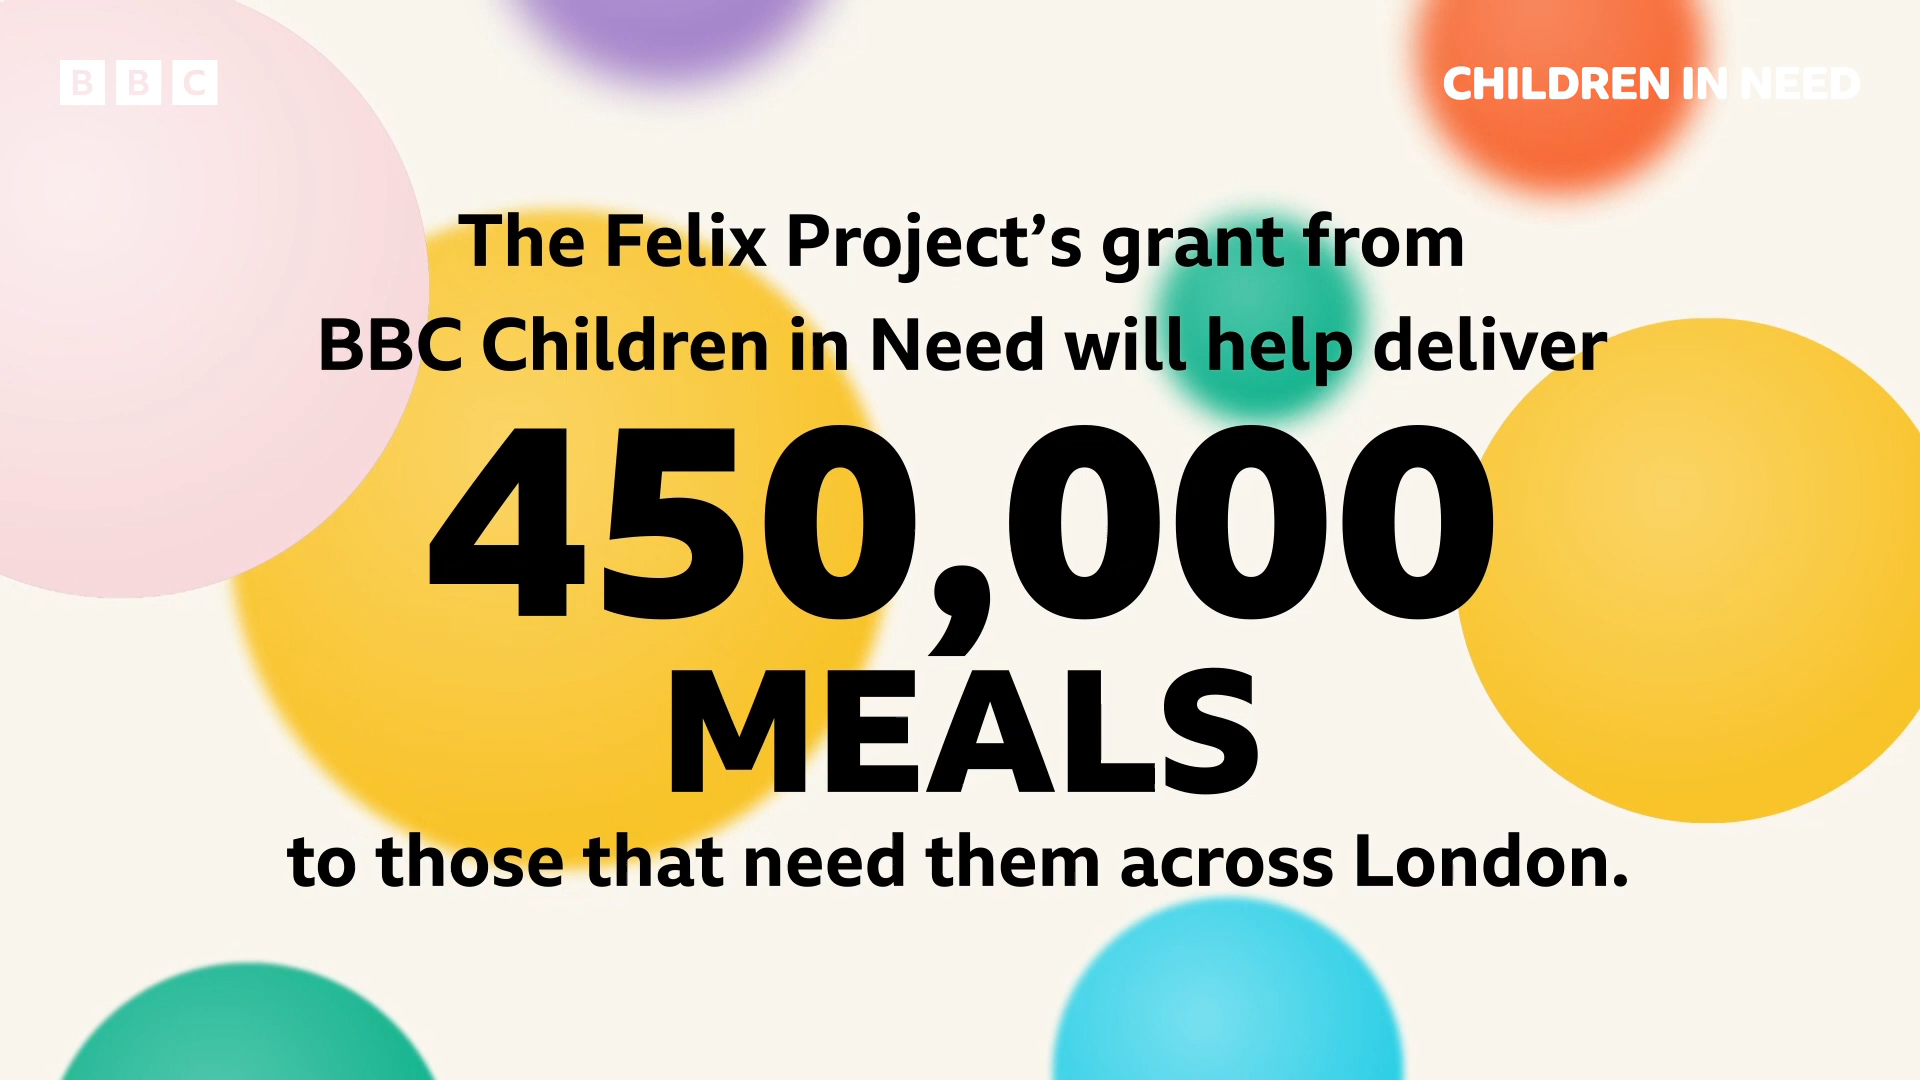 BBC
CHILDREN IN NEED
The Felix Project’s grant from
BBC Children in Need will help deliver
450,000
MEALS
to those that need them across London.